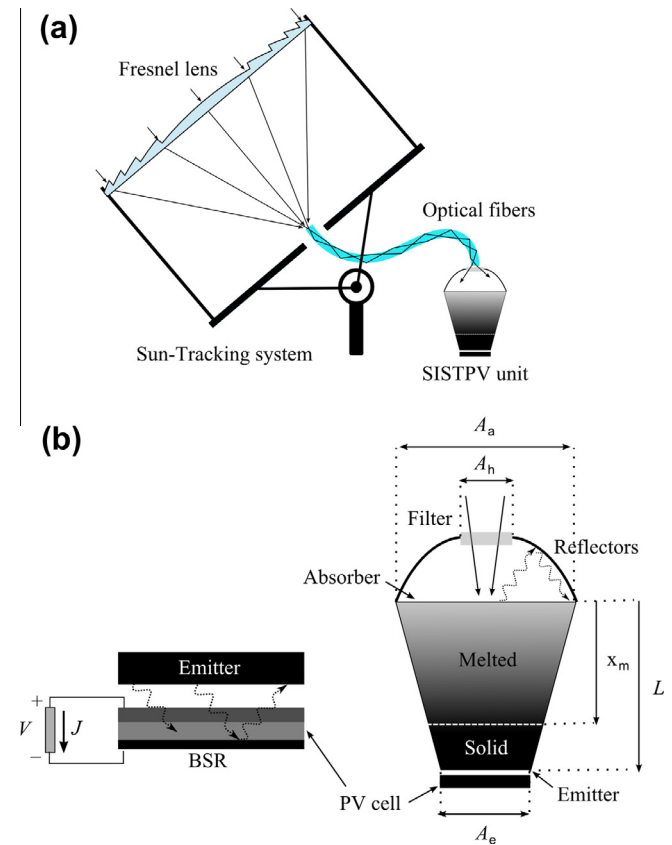 (a)
Fresnel lens
Optical fibers
Sun-Tracking system
SISTPV unit
(b)
Aa
Ah
Filter
Reflectors
Absorber
Emitter
Melted
xm
L
V
+
J
−
Solid
BSR
PV cell
Emitter
Ae